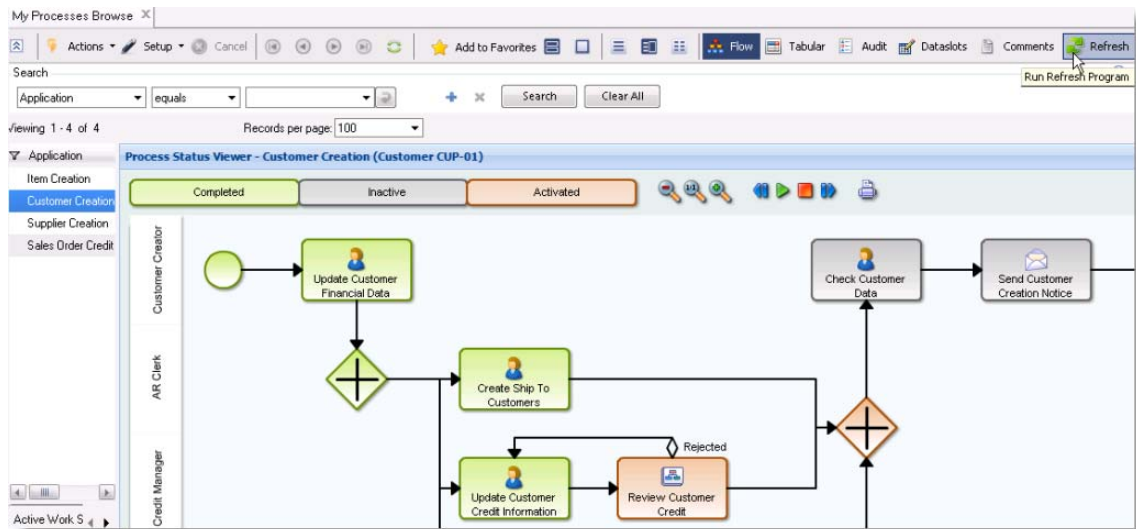 My Processes Browse X
Actions Setup Cancel Add to Favorites Flow Tabular Audit Dataslots Comments Refresh
Run Refresh Program
Search
Application equals Search Clear All
Viewing 1 - 4 of 4 Records per page: 100
Application
Item Creation
Customer Creation
Supplier Creation
Sales Order Credit
Active Work S
Process Status Viewer - Customer Creation (Customer CUP-01)
Completed Inactive Activated
1:1
Customer Creator
Update Customer
Financial Data
Check Customer
Data
Send Customer
Creation Notice
AR Clerk
Create Ship To
Customers
Credit Manager
Rejected
Update Customer
Credit Information
Review Customer
Credit